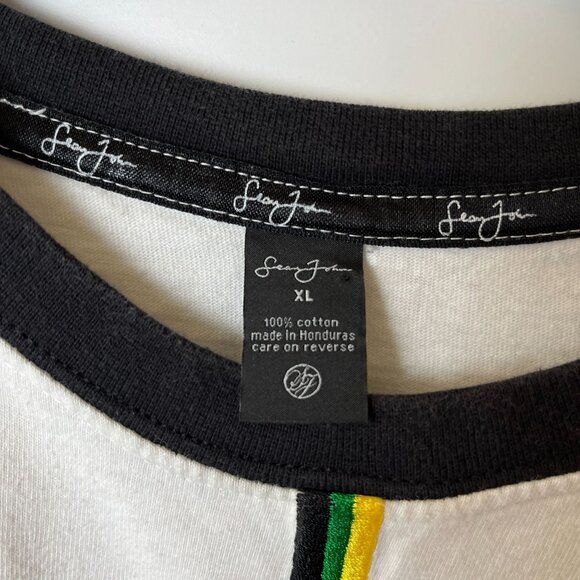 Sean John
Sean John
Sean John
Sean John
XL
100% cotton
made in Honduras
care on reverse
SJ